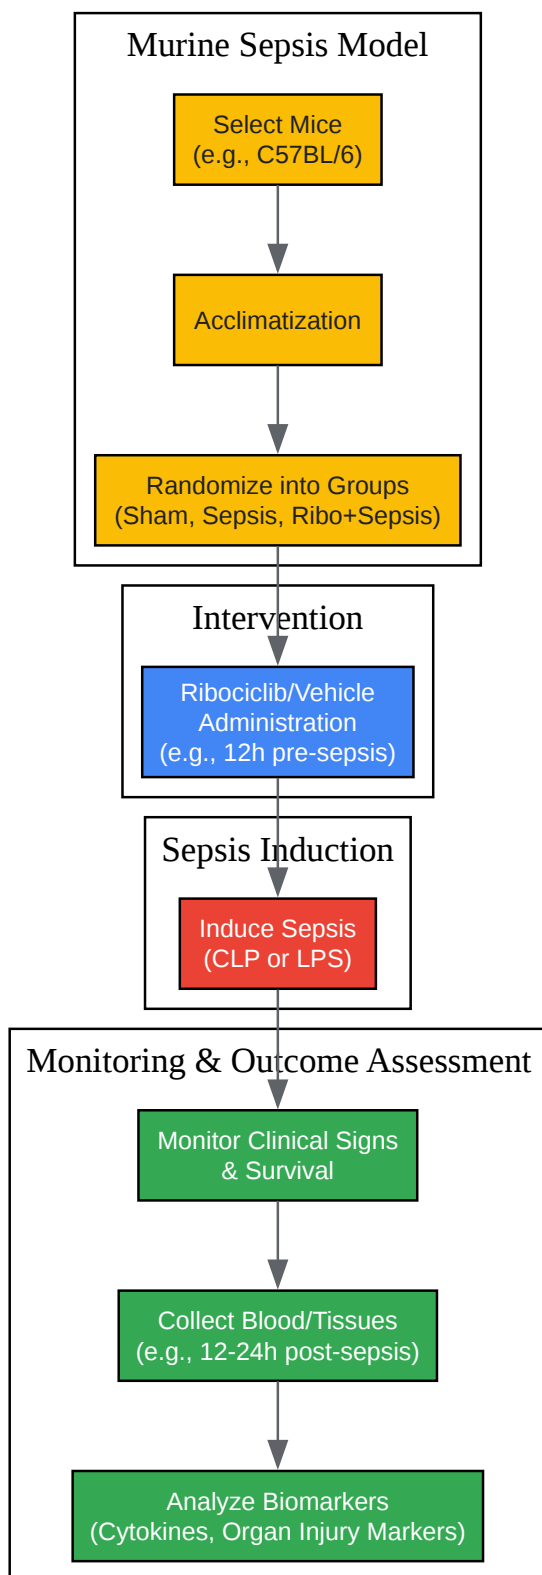 Murine Sepsis Model
Select Mice
(e.g., C57BL/6)
Acclimatization
Randomize into Groups
(Sham, Sepsis, Ribo+Sepsis)
Intervention
Ribociclib/Vehicle
Administration
(e.g., 12h pre-sepsis)
Sepsis Induction
Induce Sepsis
(CLP or LPS)
Monitoring & Outcome Assessment
Monitor Clinical Signs
& Survival
Collect Blood/Tissues
(e.g., 12-24h post-sepsis)
Analyze Biomarkers
(Cytokines, Organ Injury Markers)